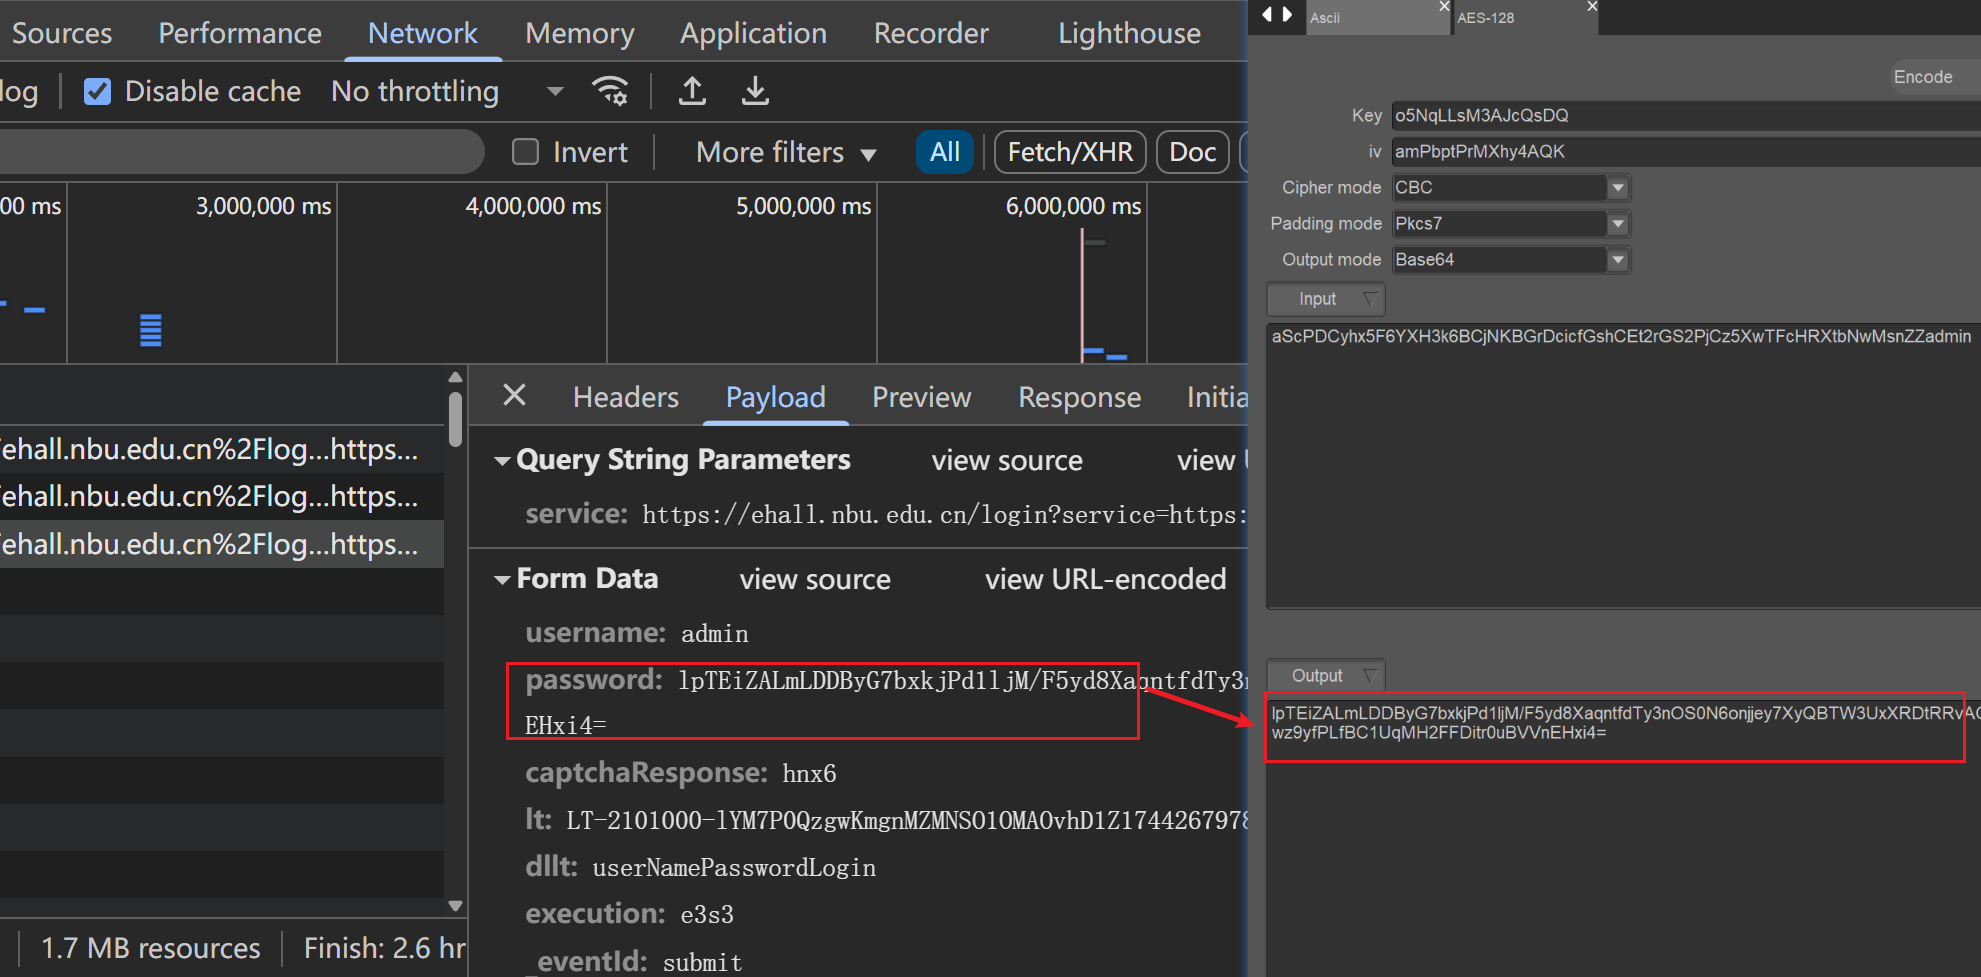 Sources Performance Network Memory Application Recorder Lighthouse
log Disable cache No throttling
Invert More filters All Fetch/XHR Doc
00 ms 3,000,000 ms 4,000,000 ms 5,000,000 ms 6,000,000 ms
ehall.nbu.edu.cn%2Flog...https...
ehall.nbu.edu.cn%2Flog...https...
ehall.nbu.edu.cn%2Flog...https...
1.7 MB resources Finish: 2.6 hr
Headers Payload Preview Response Initia
Query String Parameters view source view U
service: https://ehall.nbu.edu.cn/login?service=https:
Form Data view source view URL-encoded
username: admin
password: lpTEiZALmLDDByG7bxkjPd1ljM/F5yd8XaqntfdTy3n
EHxi4=
captchaResponse: hnx6
lt: LT-2101000-lYM7P0QzgwKmgnMZMNSO1OMAOvhD1Z1744267978
dllt: userNamePasswordLogin
execution: e3s3
_eventId: submit
Ascii AES-128
Encode
Key o5NqLLsM3AJcQsDQ
iv amPbptPrMXhy4AQK
Cipher mode CBC
Padding mode Pkcs7
Output mode Base64
Input
aScPDCyhx5F6YXH3k6BCjNKBGrDcicfGshCEt2rGS2PjCz5XwTFcHRXtbNwMsnZZadmin
Output
lpTEiZALmLDDByG7bxkjPd1ljM/F5yd8XaqntfdTy3nOS0N6onjjey7XyQBTW3UxXRDtRRvAC
wz9yfPLfBC1UqMH2FFDitr0uBVVnEHxi4=